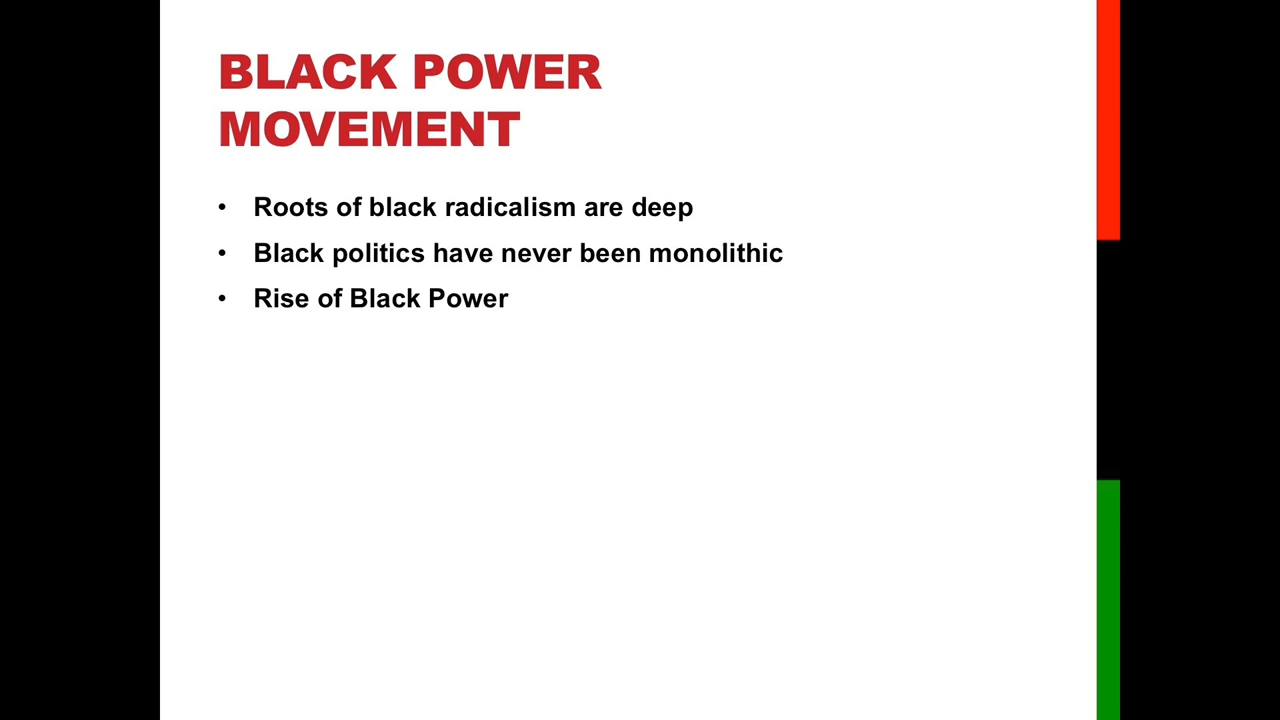 BLACK POWER
MOVEMENT
• Roots of black radicalism are deep
• Black politics have never been monolithic
• Rise of Black Power